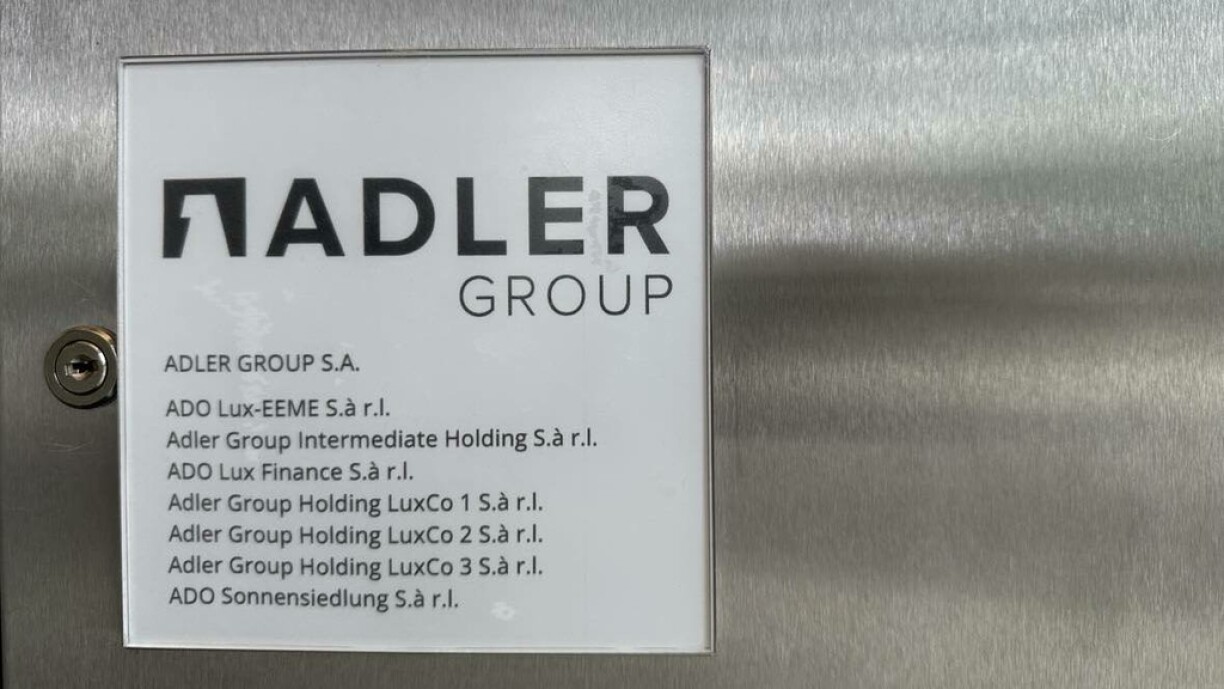 ADLER
GROUP
ADLER GROUP S.A.
ADO Lux-EEME S.à r.l.
Adler Group Intermediate Holding S.à r.l.
ADO Lux Finance S.à r.l.
Adler Group Holding LuxCo 1 S.à r.l.
Adler Group Holding LuxCo 2 S.à r.l.
Adler Group Holding LuxCo 3 S.à r.l.
ADO Sonnensiedlung S.à r.l.